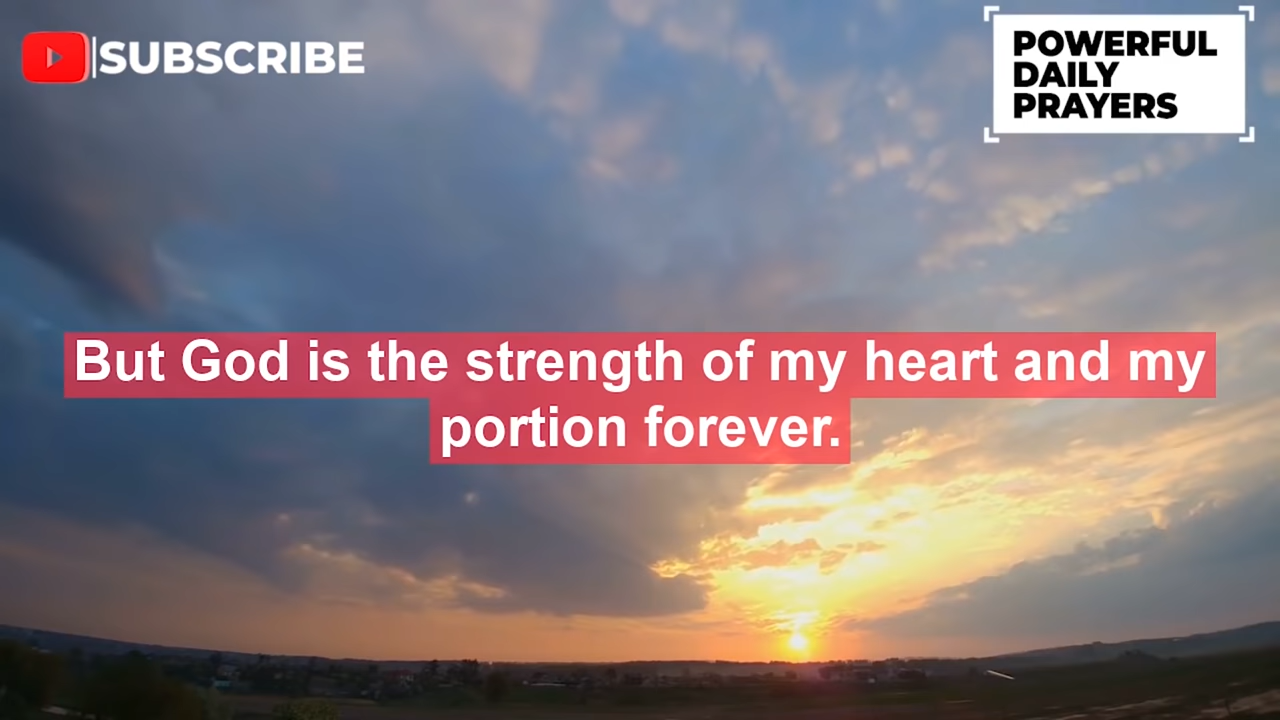 SUBSCRIBE
POWERFUL
DAILY
PRAYERS
But God is the strength of my heart and my
portion forever.